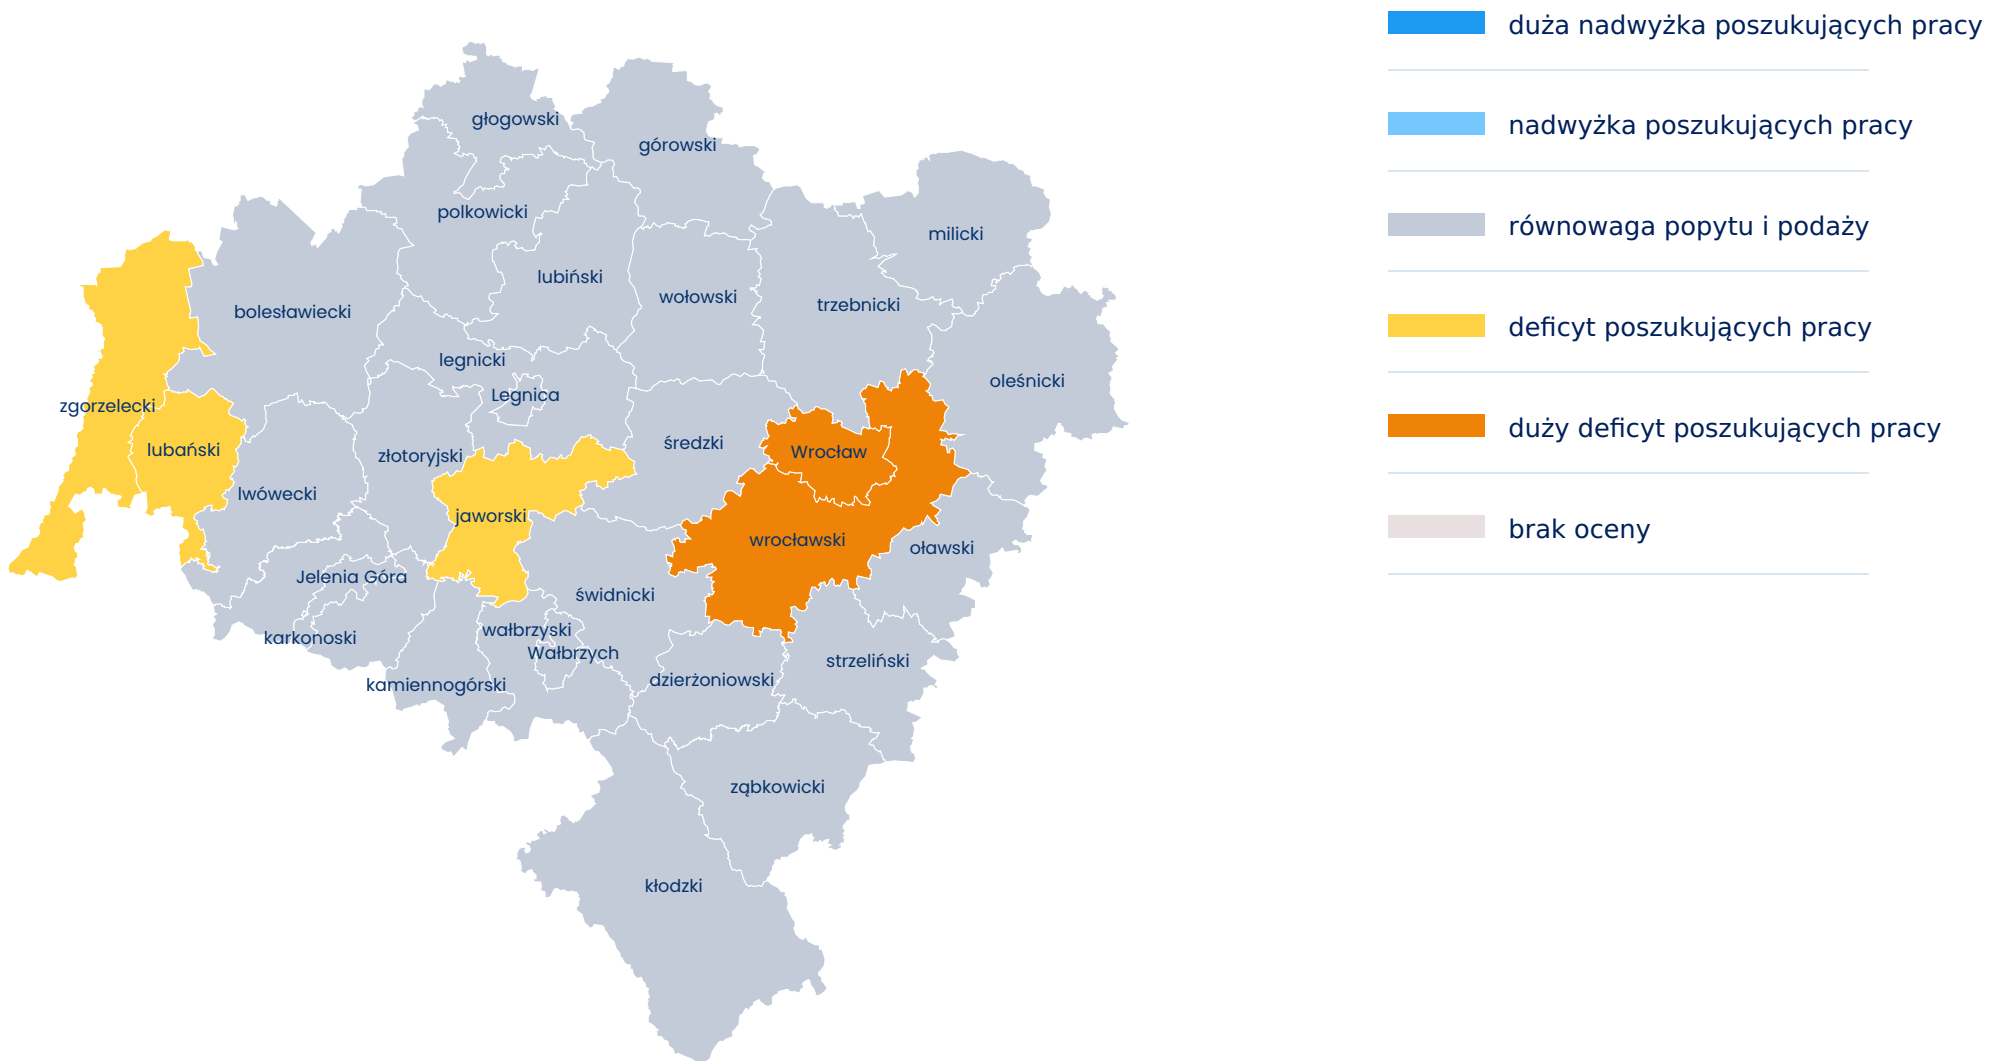 duża nadwyżka poszukujących pracy
nadwyżka poszukujących pracy
równowaga popytu i podaży
deficyt poszukujących pracy
duży deficyt poszukujących pracy
brak oceny
głogowski
górowski
polkowicki
milicki
lubiński
wołowski
trzebnicki
bolesławiecki
legnicki
oleśnicki
Legnica
zgorzelecki
średzki
lubański
Wrocław
złotoryjski
lwówecki
jaworski
wrocławski
oławski
Jelenia Góra
świdnicki
wałbrzyski
karkonoski
Wałbrzych
strzeliński
dzierżoniowski
kamiennogórski
ząbkowicki
kłodzki